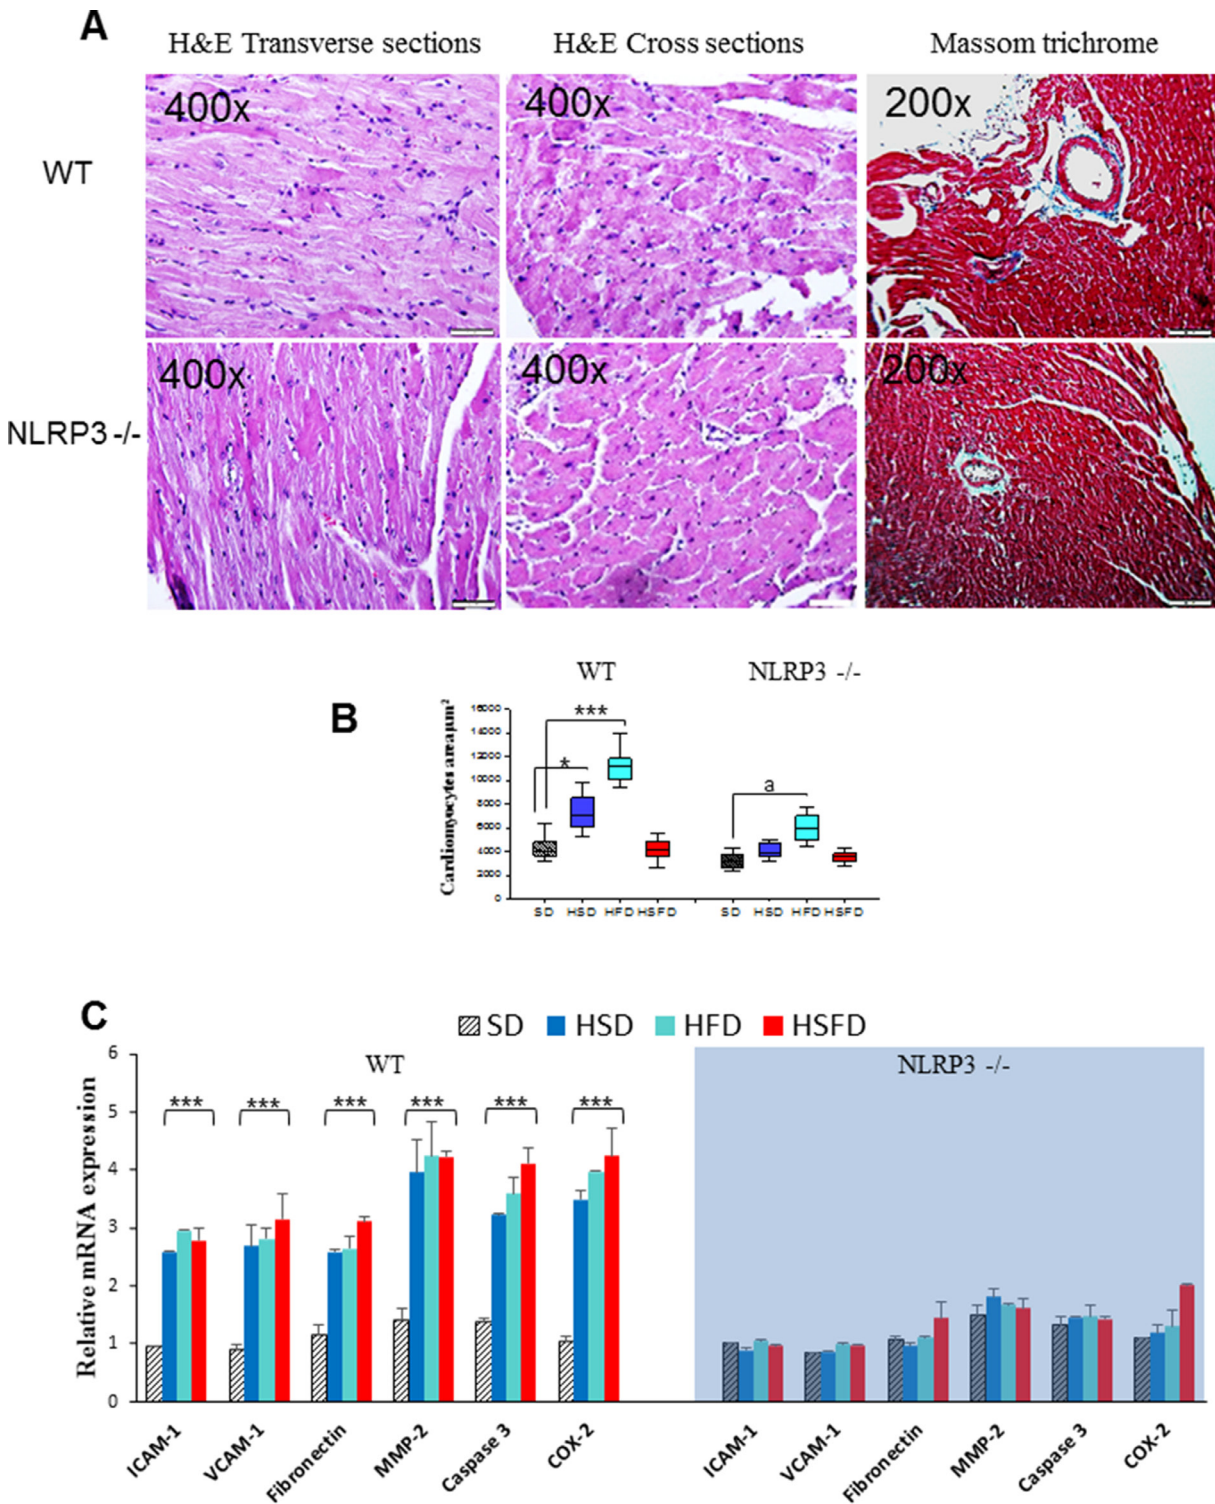 A
H&E Transverse sections
H&E Cross sections
Massom trichrome
WT
400x
400x
200x
NLRP3 -/-
400x
400x
200x
B
WT
NLRP3 -/-
Cardiomyocytes area µm²
16000
14000
12000
10000
8000
6000
4000
2000
0
***
*
a
SD HSD HFD HSFD
SD HSD HFD HSFD
C
SD HSD HFD HSFD
WT
NLRP3 -/-
Relative mRNA expression
6
5
4
3
2
1
0
*** *** *** *** *** ***
ICAM-1 VCAM-1 Fibronectin MMP-2 Caspase 3 COX-2
ICAM-1 VCAM-1 Fibronectin MMP-2 Caspase 3 COX-2